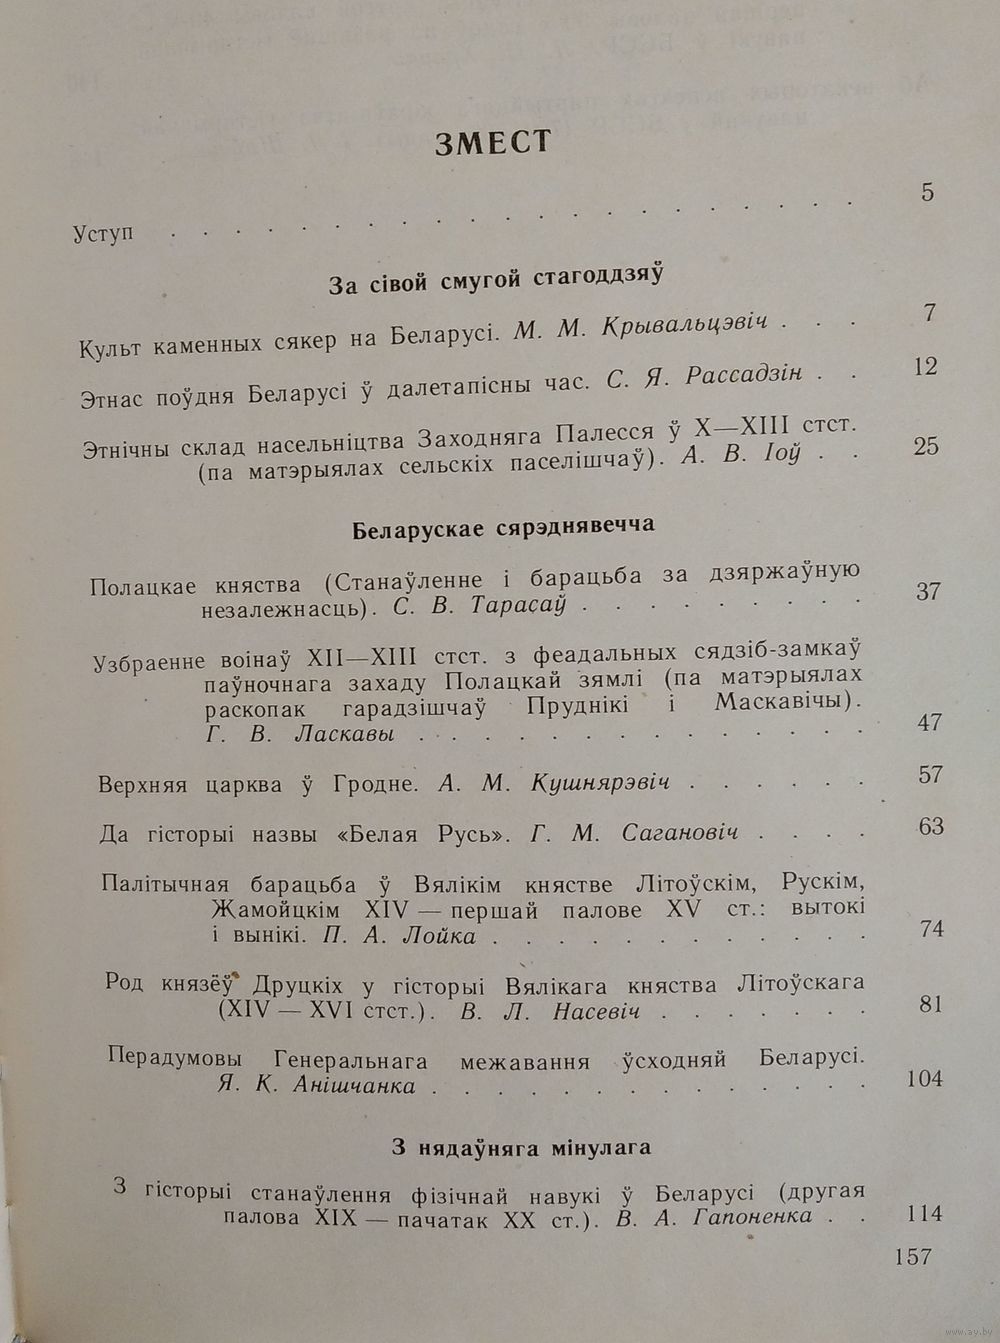 ЗМЕСТ
Уступ . . . . . . . . . . . . . . . . . . . . . 5
За сівой смугой стагоддзяў
Культ каменных сякер на Беларусі. М. М. Крывальцэвіч . . . 7
Этнас поўдня Беларусі ў далетапісны час. С. Я. Рассадзін . . 12
Этнічны склад насельніцтва Заходняга Палесся ў X—XIII стст.
(па матэрыялах сельскіх паселішчаў). А. В. Іоў . . 25
Беларускае сярэднявечча
Полацкае княства (Станаўленне і барацьба за дзяржаўную
незалежнасць). С. В. Тарасаў . . . . . . . . . . . 37
Узбраенне воінаў XII—XIII стст. з феадальных сядзіб-замкаў
паўночнага захаду Полацкай зямлі (па матэрыялах
раскопак гарадзішчаў Пруднікі і Маскавічы).
Г. В. Ласкавы . . . . . . . . . . . . . . . 47
Верхняя царква ў Гродне. А. М. Кушнярэвіч . . . . . . 57
Да гісторыі назвы «Белая Русь». Г. М. Сагановіч . . . . 63
Палітычная барацьба ў Вялікім княстве Літоўскім, Рускім,
Жамойцкім XIV — першай палове XV ст.: вытокі
і вынікі. П. А. Лойка . . . . . . . . . . . . 74
Род князёў Друцкіх у гісторыі Вялікага княства Літоўскага
(XIV — XVI стст.). В. Л. Насевіч . . . . . . . 81
Перадумовы Генеральнага межавання ўсходняй Беларусі.
Я. К. Анішчанка . . . . . . . . . . . . . . 104
З нядаўняга мінулага
З гісторыі станаўлення фізічнай навукі ў Беларусі (другая
палова XIX — пачатак XX ст.). В. А. Гапоненка . . 114
157
www.ay.by